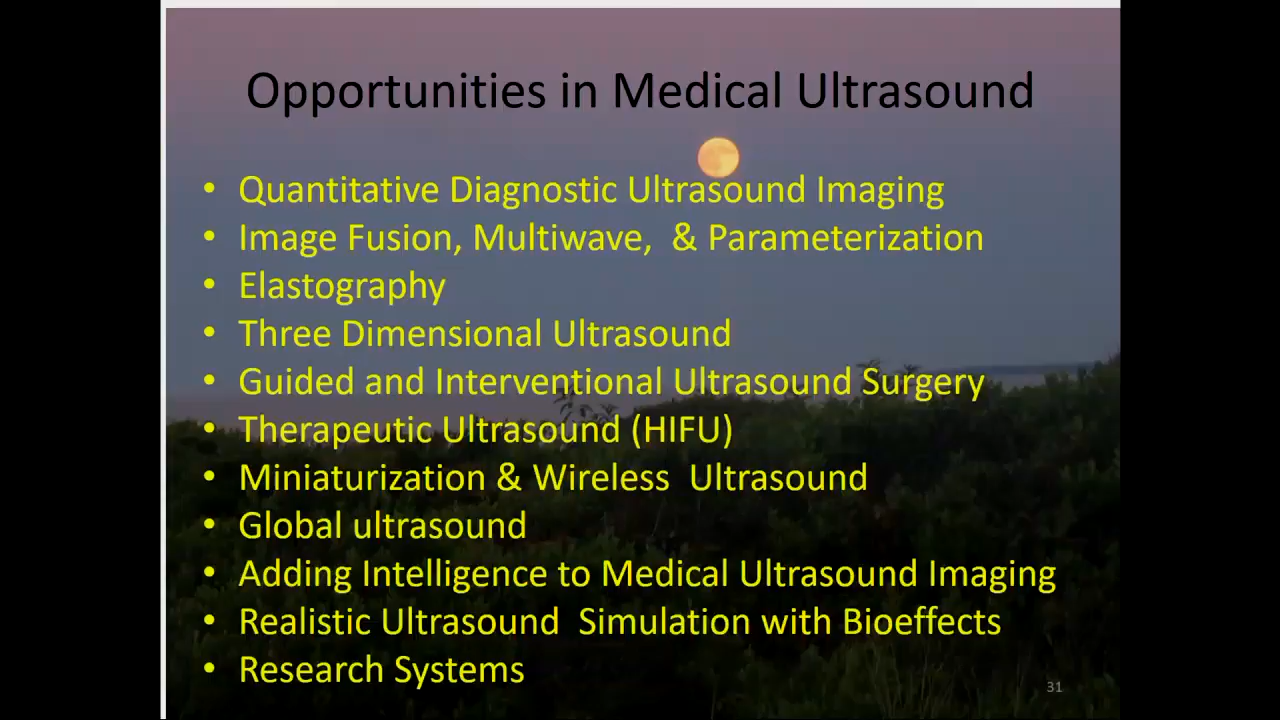 Opportunities in Medical Ultrasound
• Quantitative Diagnostic Ultrasound Imaging
• Image Fusion, Multiwave,  & Parameterization
• Elastography
• Three Dimensional Ultrasound
• Guided and Interventional Ultrasound Surgery
• Therapeutic Ultrasound (HIFU)
• Miniaturization & Wireless  Ultrasound
• Global ultrasound
• Adding Intelligence to Medical Ultrasound Imaging
• Realistic Ultrasound  Simulation with Bioeffects
• Research Systems
31